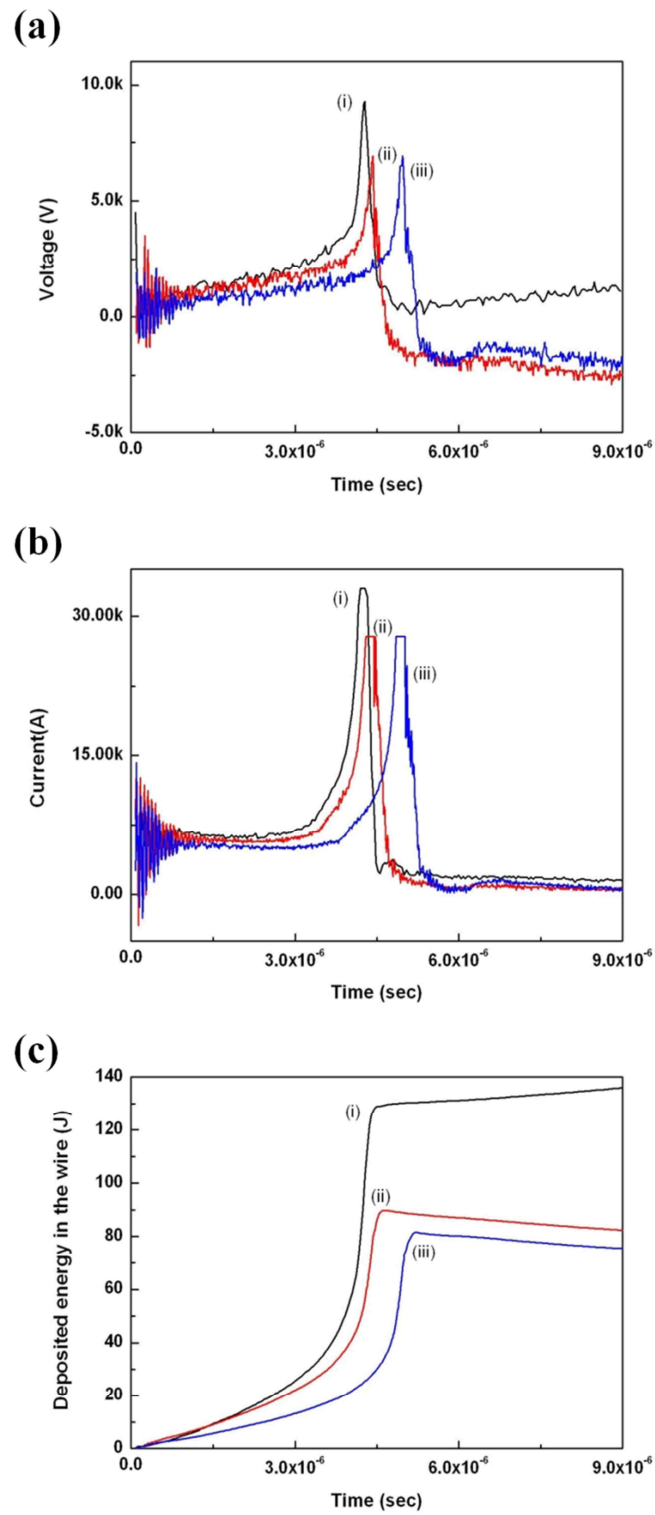 (a)
10.0k
5.0k
0.0
-5.0k
Voltage (V)
(i)
(ii)
(iii)
0.0
3.0x10-6
6.0x10-6
9.0x10-6
Time (sec)
(b)
30.00k
15.00k
0.00
Current(A)
(i)
(ii)
(iii)
0.0
3.0x10-6
6.0x10-6
9.0x10-6
Time (sec)
(c)
140
120
100
80
60
40
20
0
Deposited energy in the wire (J)
(i)
(ii)
(iii)
0.0
3.0x10-6
6.0x10-6
9.0x10-6
Time (sec)